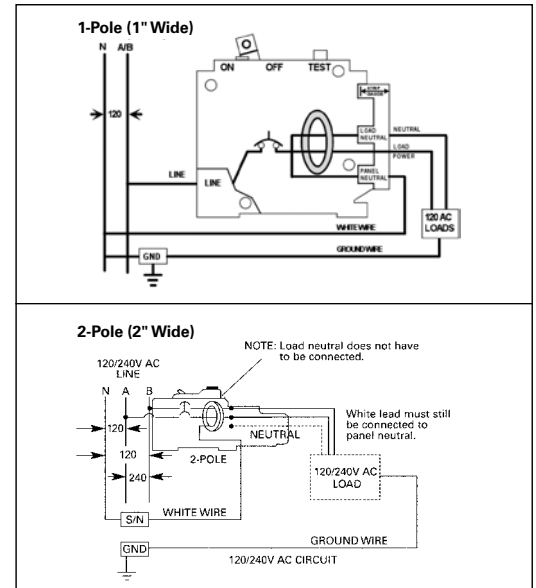 1-Pole (1" Wide)
N A/B
ON OFF TEST
STRIP
GAUGE
120
LOAD
NEUTRAL
NEUTRAL
LOAD
POWER
LINE
LINE
PANEL
NEUTRAL
120 AC
LOADS
WHITE WIRE
GROUND WIRE
GND
2-Pole (2" Wide)
NOTE: Load neutral does not have
to be connected.
120/240V AC
LINE
N A B
120
NEUTRAL
White lead must still
be connected to
panel neutral.
120
2-POLE
240
120/240V AC
LOAD
S/N
WHITE WIRE
GND
GROUND WIRE
120/240V AC CIRCUIT